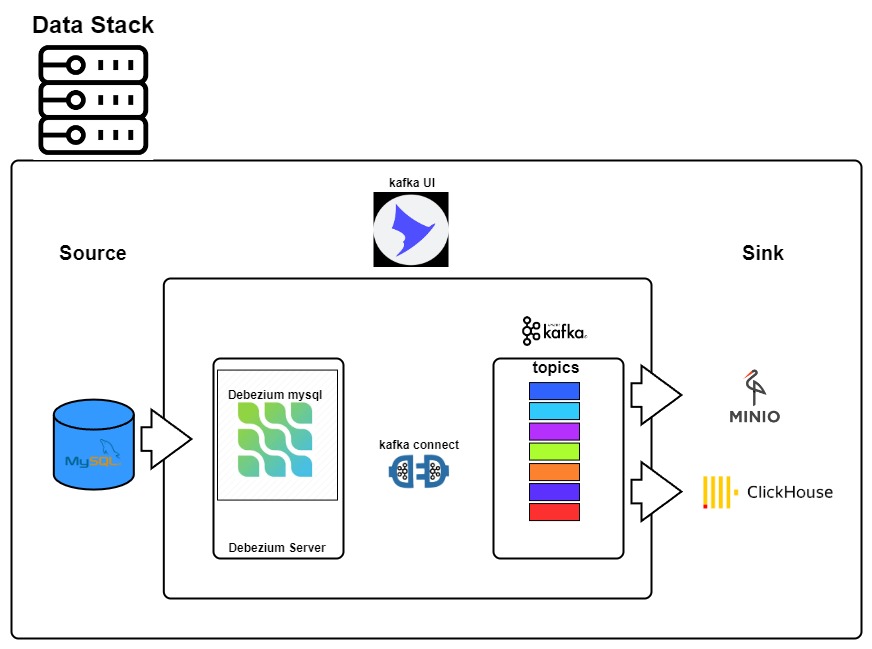 Data Stack
kafka UI
Source
Sink
kafka.
topics
Debezium mysql
MySQL
kafka connect
MINIO
ClickHouse
Debezium Server